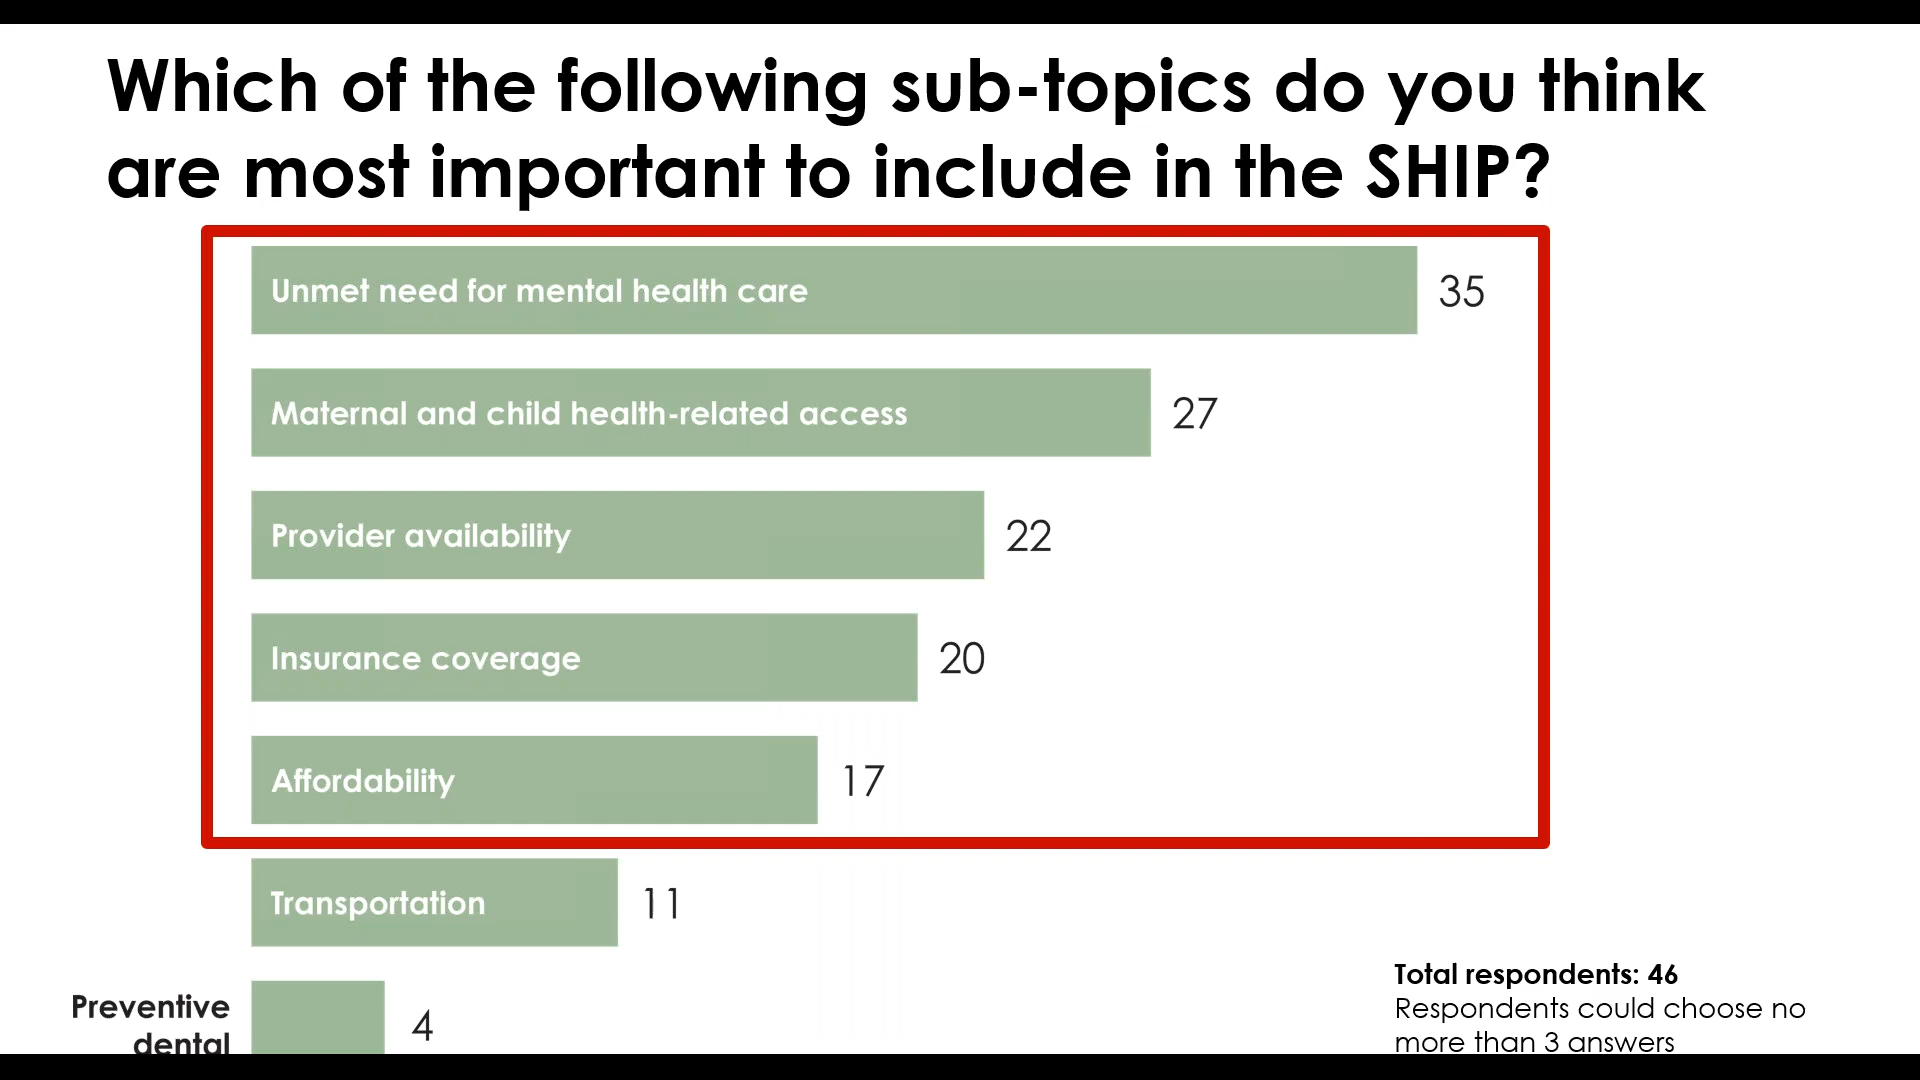 Which of the following sub-topics do you think
are most important to include in the SHIP?
Unmet need for mental health care 35
Maternal and child health-related access 27
Provider availability 22
Insurance coverage 20
Affordability 17
Transportation 11
Preventive
dental 4
Total respondents: 46
Respondents could choose no
more than 3 answers